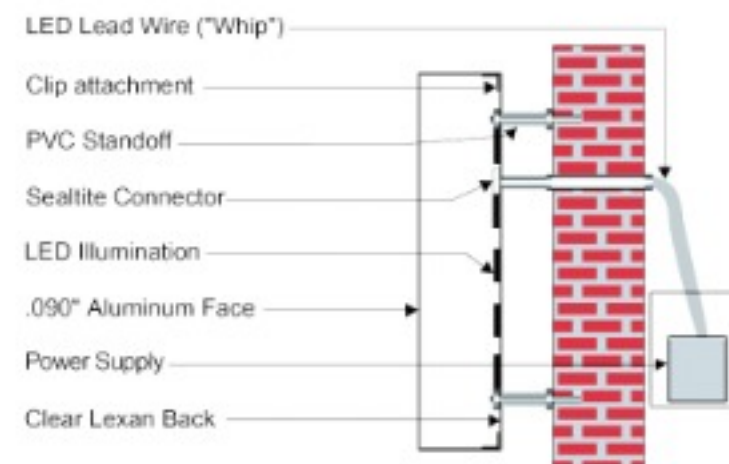 LED Lead Wire ("Whip")
Clip attachment
PVC Standoff
Sealtite Connector
LED Illumination
.090" Aluminum Face
Power Supply
Clear Lexan Back